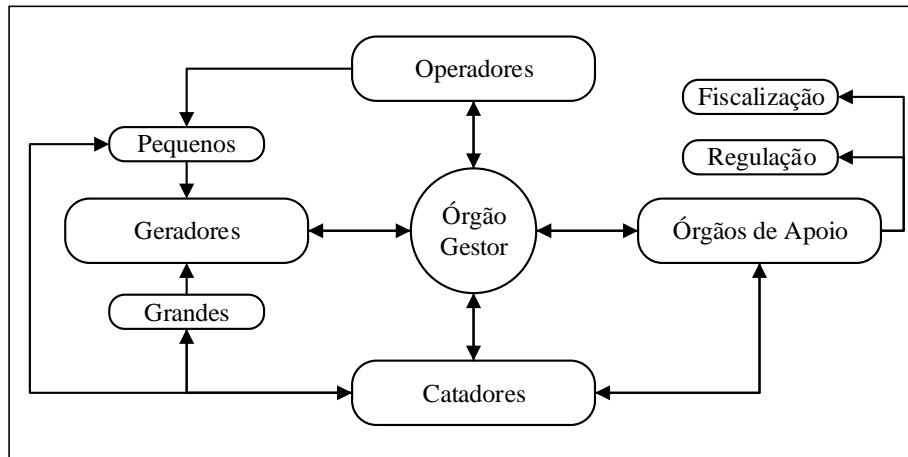 Operadores
Fiscalização
Pequenos
Regulação
Geradores
Órgão
Gestor
Órgãos de Apoio
Grandes
Catadores